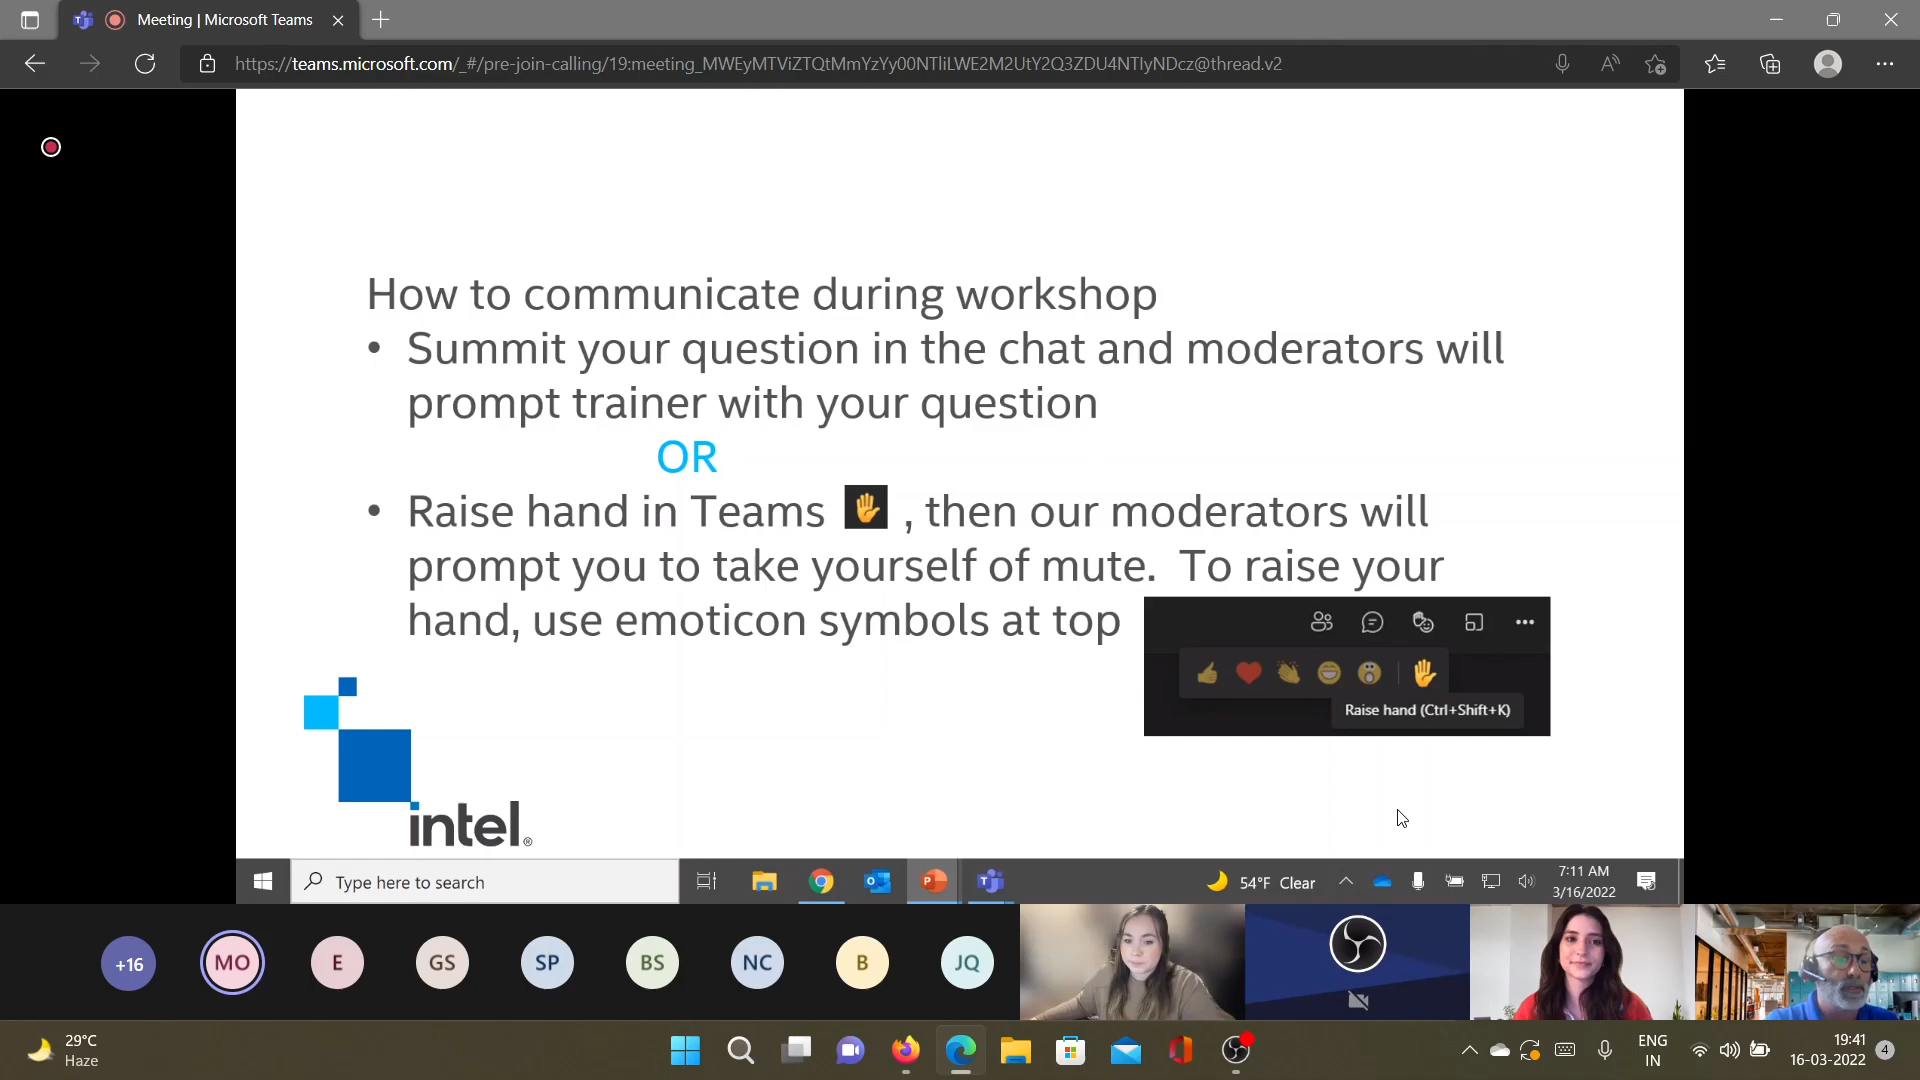 Meeting | Microsoft Teams
https://teams.microsoft.com/_#/pre-join-calling/19:meeting_MWEyMTViZTQtMmYzYy00NTliLWE2M2UtY2Q3ZDU4NTIyNDcz@thread.v2
How to communicate during workshop
• Summit your question in the chat and moderators will
prompt trainer with your question
OR
• Raise hand in Teams , then our moderators will
prompt you to take yourself of mute. To raise your
hand, use emoticon symbols at top
Raise hand (Ctrl+Shift+K)
intel®
Type here to search
54°F Clear
7:11 AM
3/16/2022
+16
MO
E
GS
SP
BS
NC
B
JQ
29°C
Haze
ENG
IN
19:41
16-03-2022
4